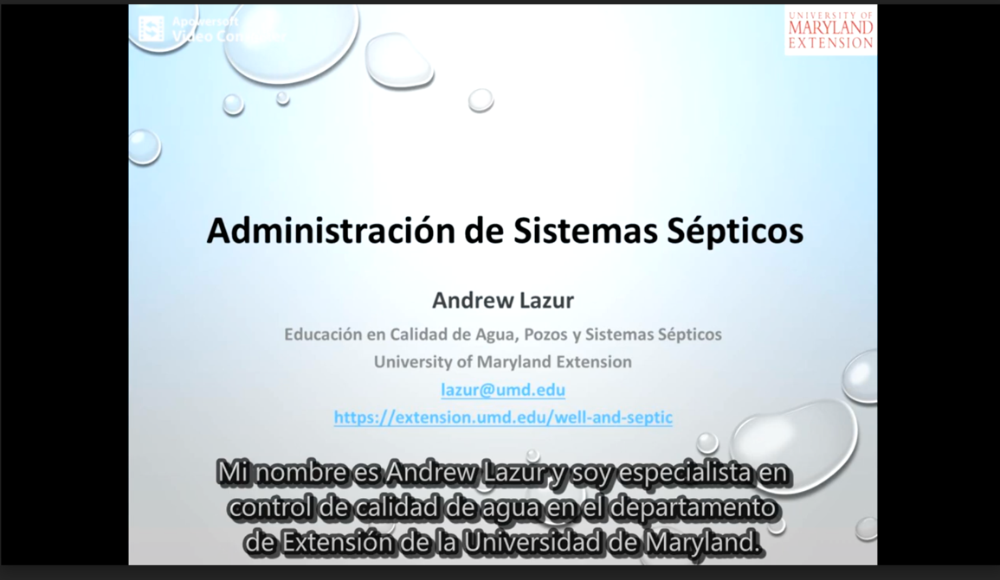 Apowersoft
Video Con
UNIVERSITY OF
MARYLAND
EXTENSION
Administración de Sistemas Sépticos
Andrew Lazur
Educación en Calidad de Agua, Pozos y Sistemas Sépticos
University of Maryland Extension
lazur@umd.edu
https://extension.umd.edu/well-and-septic
Mi nombre es Andrew Lazur y soy especialista en
control de calidad de agua en el departamento
de Extensión de la Universidad de Maryland.